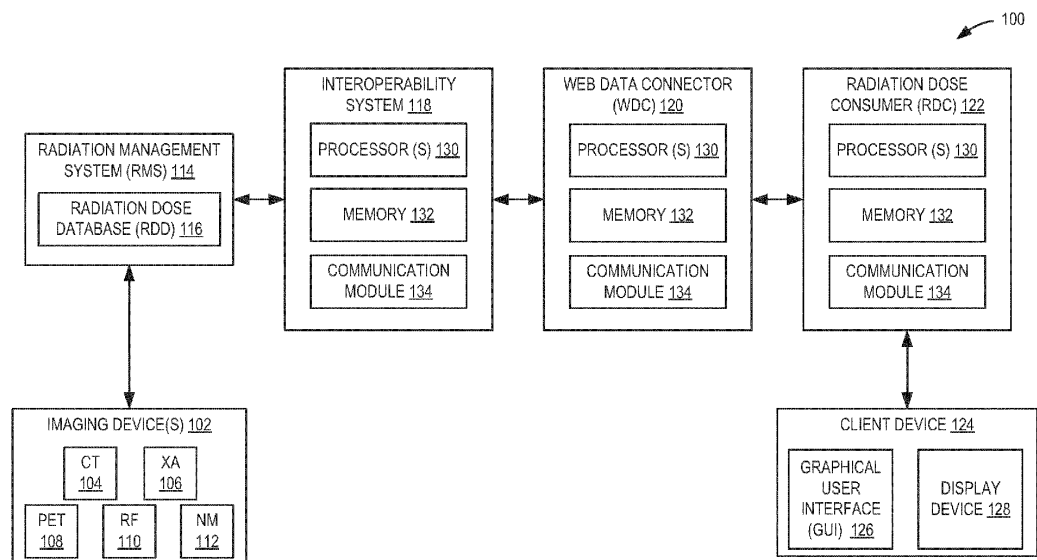 100
INTEROPERABILITY
SYSTEM 118
PROCESSOR (S) 130
MEMORY 132
COMMUNICATION
MODULE 134
WEB DATA CONNECTOR
(WDC) 120
PROCESSOR (S) 130
MEMORY 132
COMMUNICATION
MODULE 134
RADIATION DOSE
CONSUMER (RDC) 122
PROCESSOR (S) 130
MEMORY 132
COMMUNICATION
MODULE 134
RADIATION MANAGEMENT
SYSTEM (RMS) 114
RADIATION DOSE
DATABASE (RDD) 116
IMAGING DEVICE(S) 102
CT
104
XA
106
PET
108
RF
110
NM
112
CLIENT DEVICE 124
GRAPHICAL
USER
INTERFACE
(GUI) 126
DISPLAY
DEVICE 128